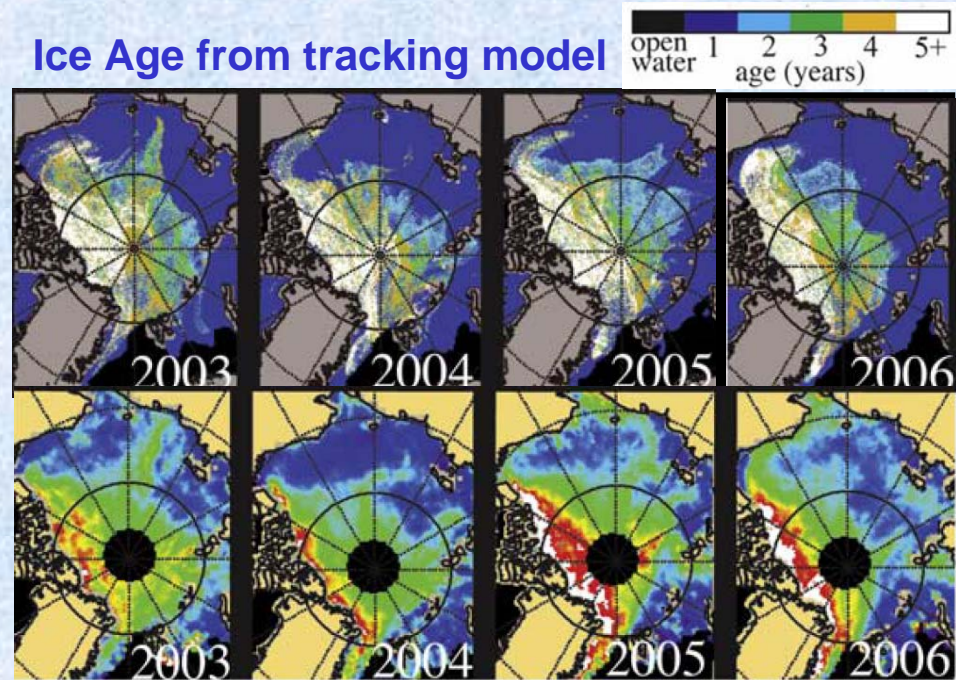 Ice Age from tracking model
open water 1 2 3 4 5+
age (years)
2003 2004 2005 2006
2003 2004 2005 2006